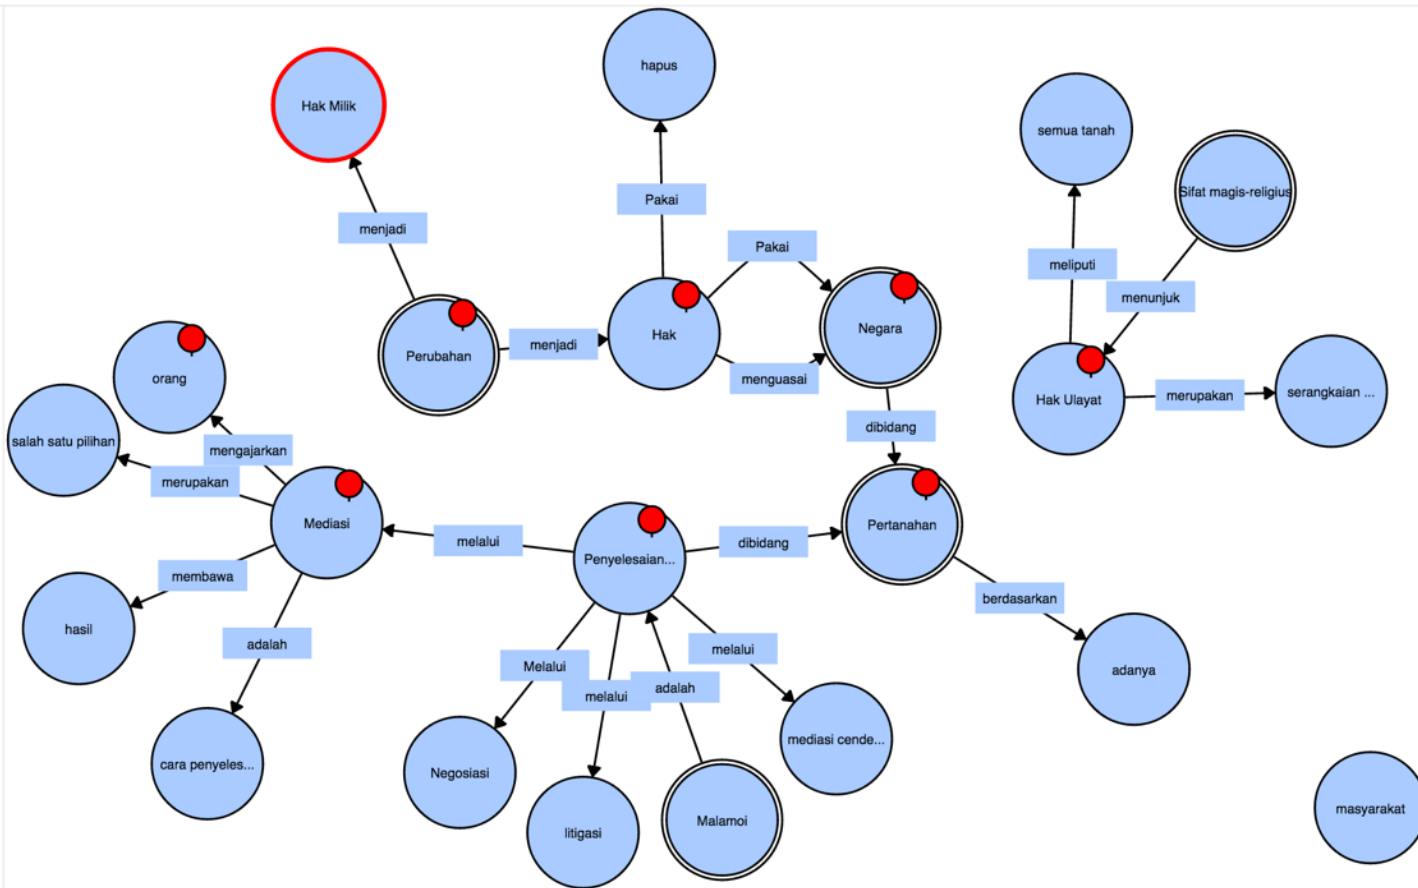 hapus
Hak Milik
semua tanah
Sifat magis-religius
Pakai
menjadi
Pakai
meliputi
menunjuk
Hak
Negara
Perubahan
menjadi
orang
menguasai
serangkaian ...
merupakan
Hak Ulayat
dibidang
salah satu pilihan
mengajarkan
merupakan
Mediasi
Pertanahan
melalui
dibidang
Penyelesaian...
membawa
berdasarkan
hasil
adalah
melalui
Melalui
adanya
melalui
adalah
mediasi cende...
cara penyeles...
Negosiasi
masyarakat
Malamoi
litigasi